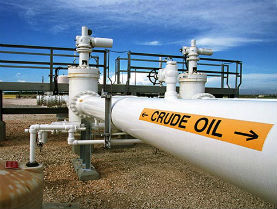 ← CRUDE OIL →